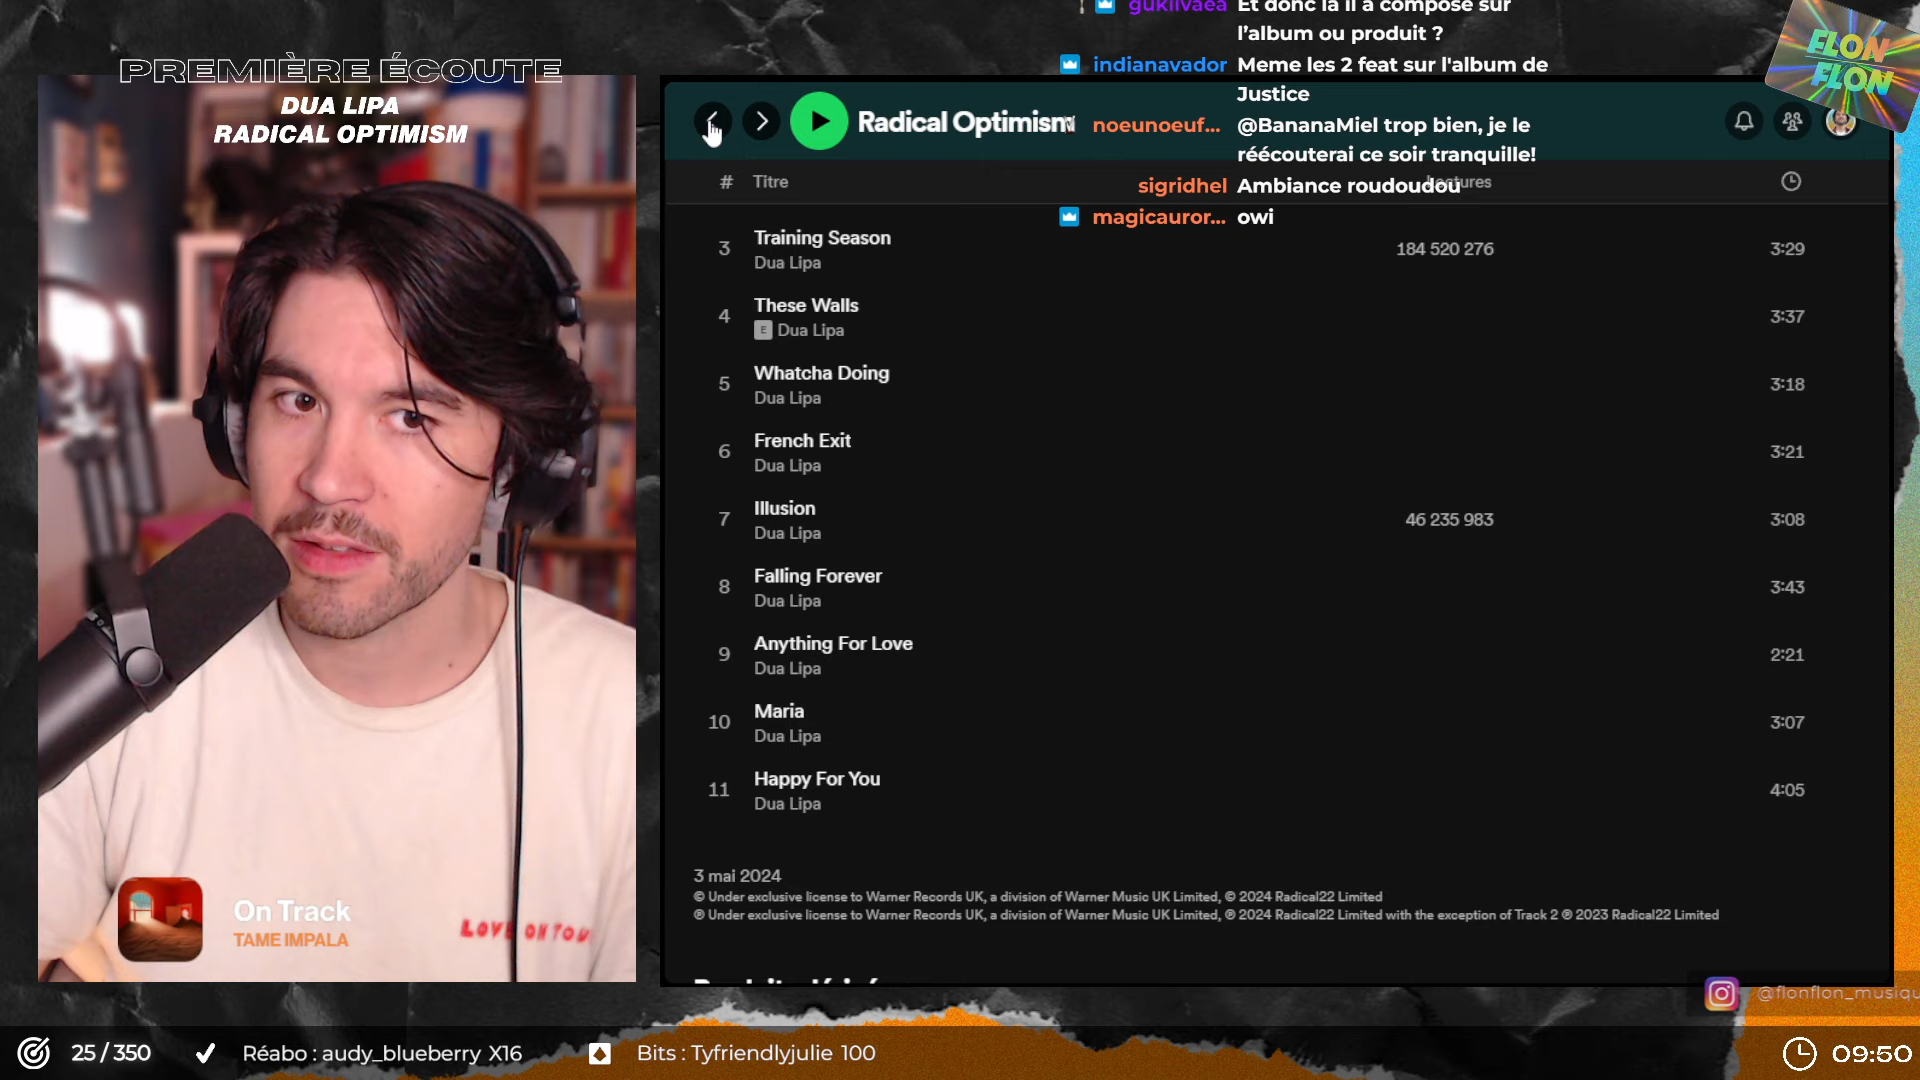 PREMIÈRE ÉCOUTE
DUA LIPA
RADICAL OPTIMISM
On Track
TAME IMPALA
LOVE ON TOU
gukiivaea Et donc là il a composé sur
l'album ou produit ?
indianavador Meme les 2 feat sur l'album de
Justice
noeunoeuf... @BananaMiel trop bien, je le
réécouterai ce soir tranquille!
sigridhel Ambiance roudoudou
magicauror... owi
FLON
FLON
Radical Optimism
# Titre Lectures
3 Training Season 184 520 276 3:29
Dua Lipa
4 These Walls 3:37
E Dua Lipa
5 Whatcha Doing 3:18
Dua Lipa
6 French Exit 3:21
Dua Lipa
7 Illusion 46 235 983 3:08
Dua Lipa
8 Falling Forever 3:43
Dua Lipa
9 Anything For Love 2:21
Dua Lipa
10 Maria 3:07
Dua Lipa
11 Happy For You 4:05
Dua Lipa
3 mai 2024
© Under exclusive license to Warner Records UK, a division of Warner Music UK Limited, © 2024 Radical22 Limited
℗ Under exclusive license to Warner Records UK, a division of Warner Music UK Limited, ℗ 2024 Radical22 Limited with the exception of Track 2 ℗ 2023 Radical22 Limited
@flonflon_musiqu
25 / 350 Réabo : audy_blueberry X16 Bits : Tyfriendlyjulie 100 09:50